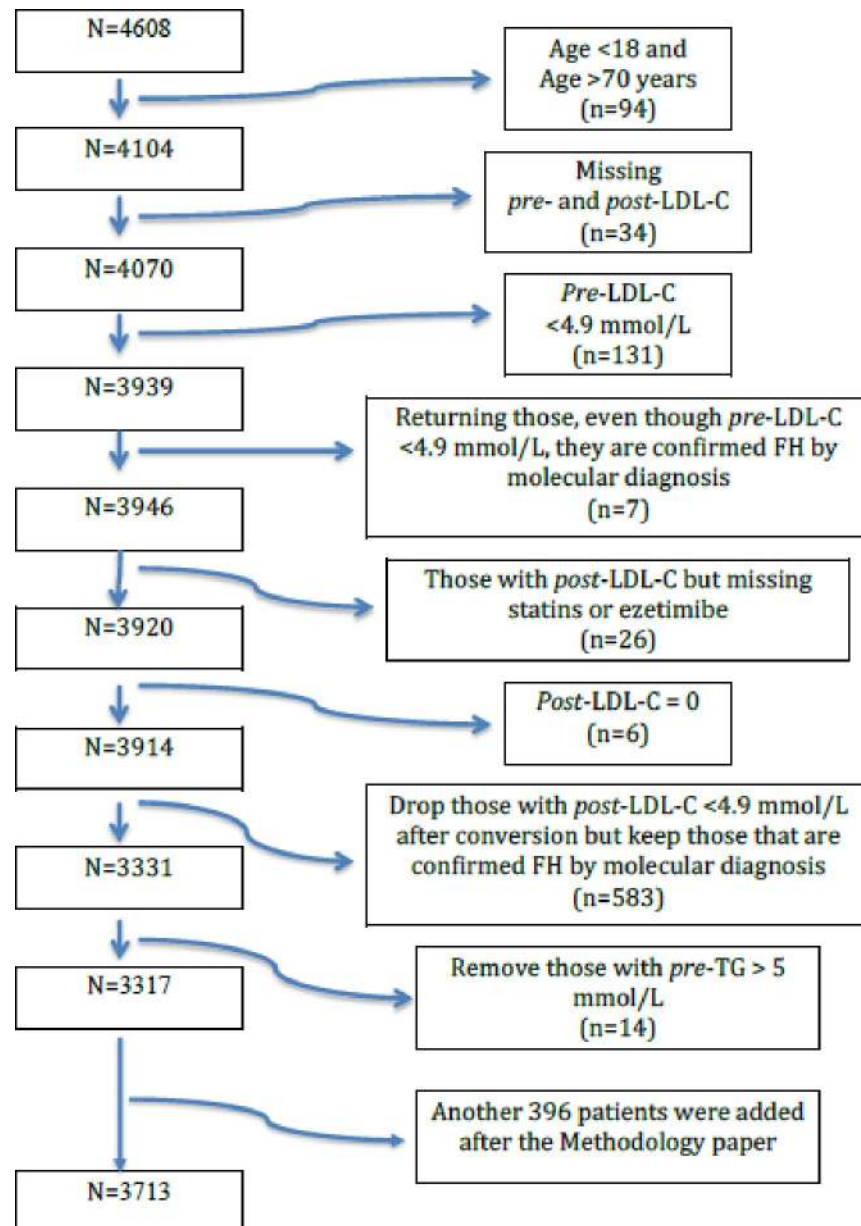 N=4608
Age <18 and
Age >70 years
(n=94)
N=4104
Missing
pre- and post-LDL-C
(n=34)
N=4070
Pre-LDL-C
<4.9 mmol/L
(n=131)
N=3939
Returning those, even though pre-LDL-C
<4.9 mmol/L, they are confirmed FH by
molecular diagnosis
(n=7)
N=3946
Those with post-LDL-C but missing
statins or ezetimibe
(n=26)
N=3920
Post-LDL-C = 0
(n=6)
N=3914
Drop those with post-LDL-C <4.9 mmol/L
after conversion but keep those that are
confirmed FH by molecular diagnosis
(n=583)
N=3331
Remove those with pre-TG > 5
mmol/L
(n=14)
N=3317
Another 396 patients were added
after the Methodology paper
N=3713